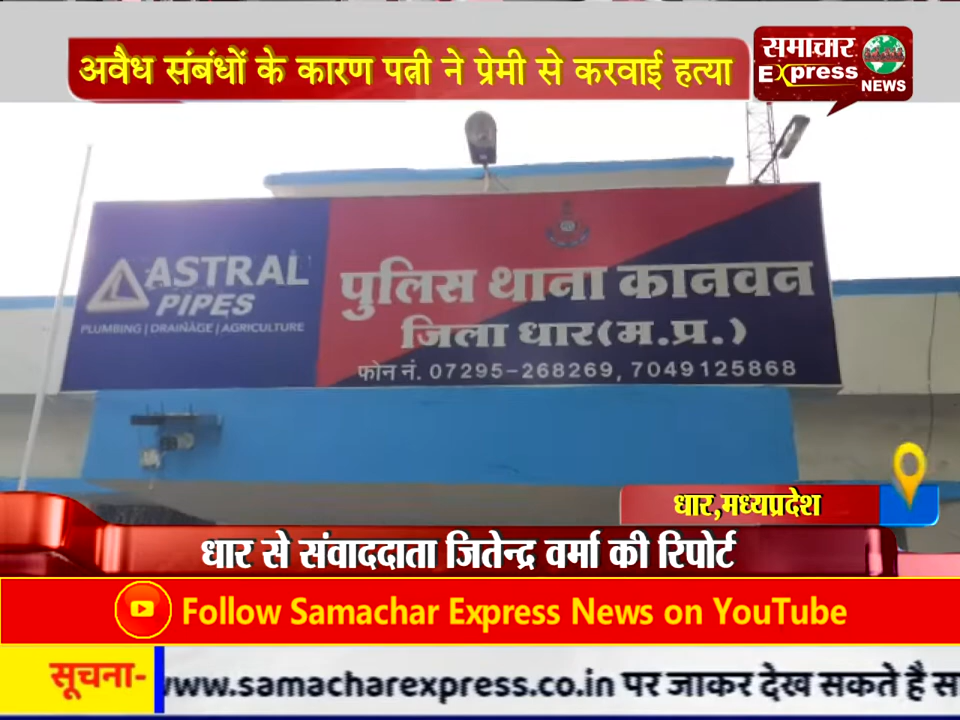 अवैध संबंधों के कारण पत्नी ने प्रेमी से करवाई हत्या
समाचार
Express
NEWS
ASTRAL
PIPES
PLUMBING | DRAINAGE | AGRICULTURE
पुलिस थाना कानवन
जिला धार (म.प्र.)
फोन नं. 07295-268269, 7049125868
धार,मध्यप्रदेश
धार से संवाददाता जितेन्द्र वर्मा की रिपोर्ट
Follow Samachar Express News on YouTube
सूचना- www.samacharexpress.co.in पर जाकर देख सकते है